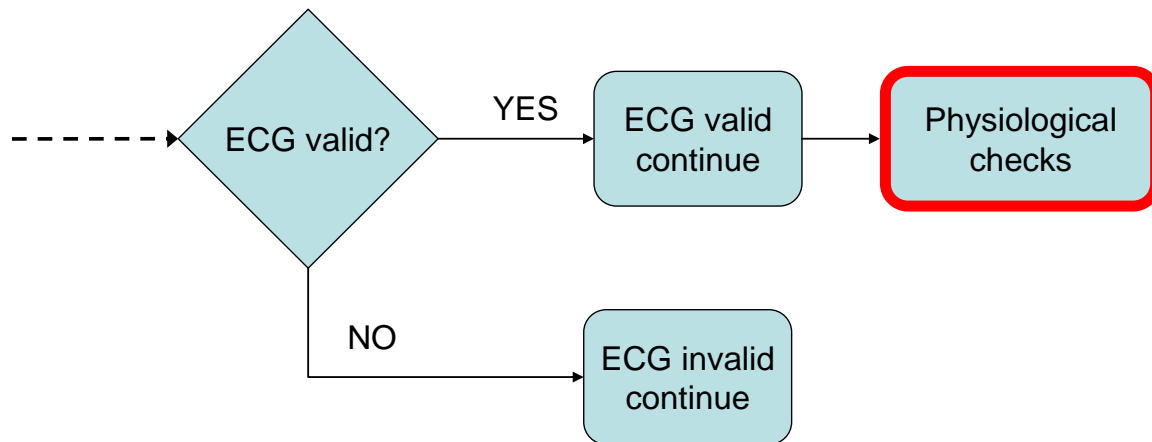 ECG valid?
YES
ECG valid
continue
Physiological
checks
NO
ECG invalid
continue